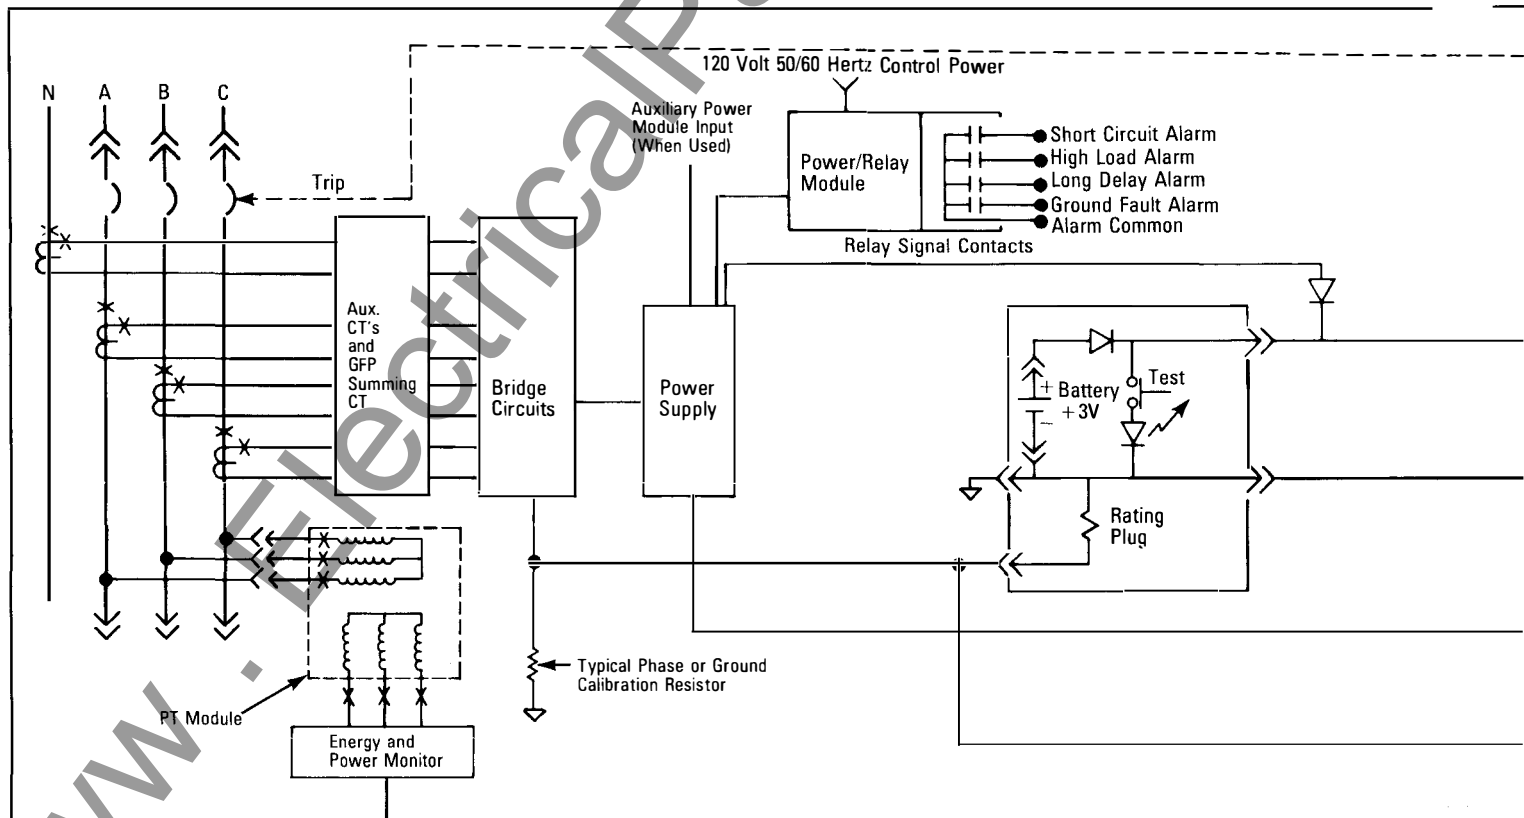 120 Volt 50/60 Hertz Control Power
N A B C
Auxiliary Power
Module Input
(When Used)
Trip
Power/Relay
Module
Short Circuit Alarm
High Load Alarm
Long Delay Alarm
Ground Fault Alarm
Alarm Common
Relay Signal Contacts
Aux.
CT's
and
GFP
Summing
CT
Bridge
Circuits
Power
Supply
+
Battery
+3V
−
Test
Rating
Plug
Typical Phase or Ground
Calibration Resistor
PT Module
Energy and
Power Monitor
www.ElectricalP